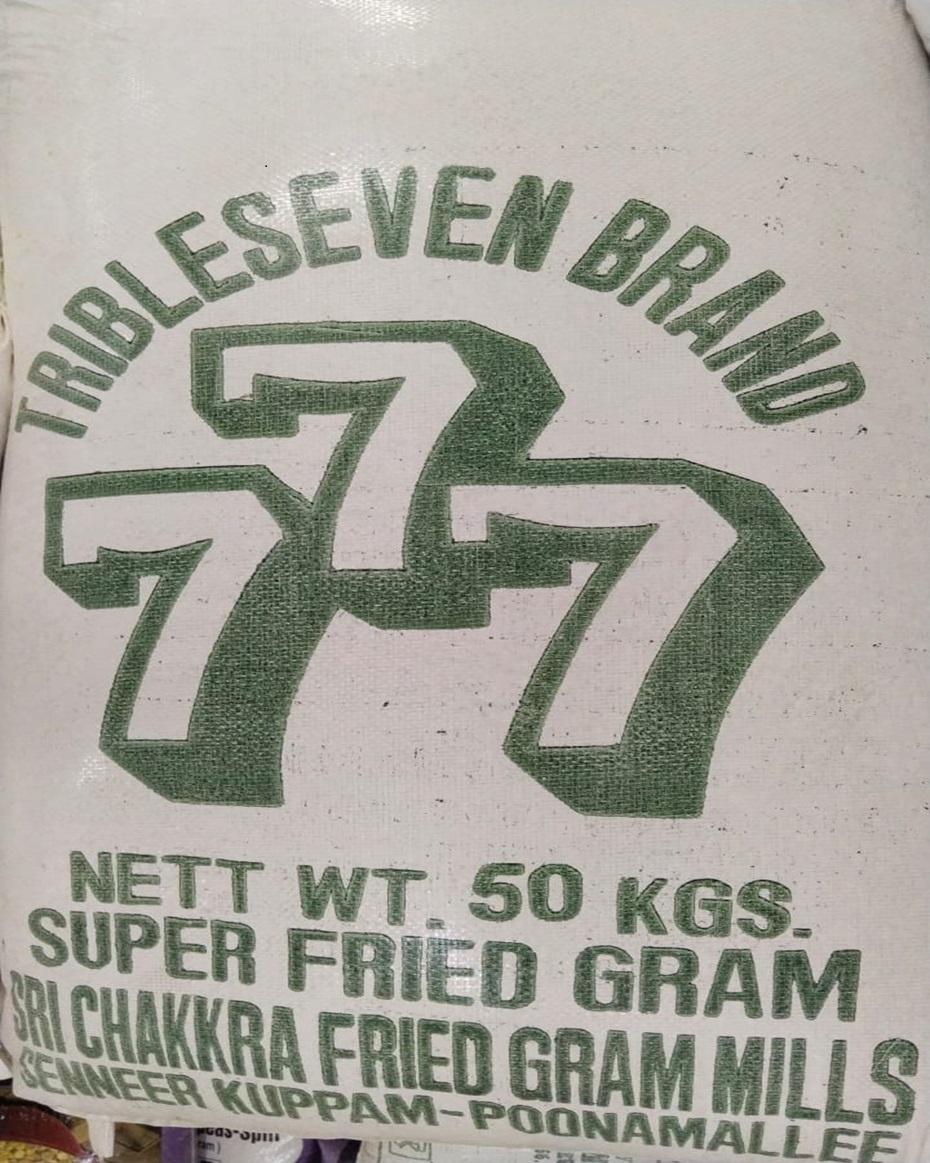 TRIBLESEVEN BRAND
777
NETT WT. 50 KGS.
SUPER FRIED GRAM
SRI CHAKKRA FRIED GRAM MILLS
SENNEER KUPPAM-POONAMALLEE